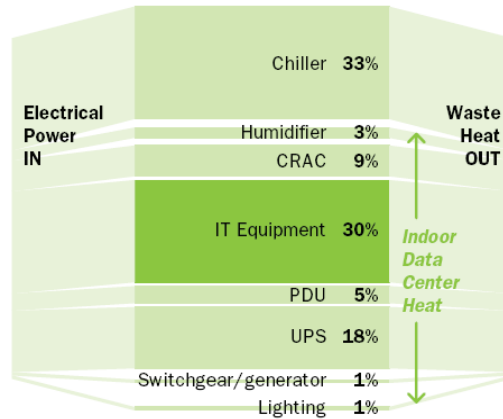 Chiller 33%
Electrical
Power
IN
Waste
Heat
OUT
Humidifier 3%
CRAC 9%
IT Equipment 30%
Indoor
Data
Center
Heat
PDU 5%
UPS 18%
Switchgear/generator 1%
Lighting 1%